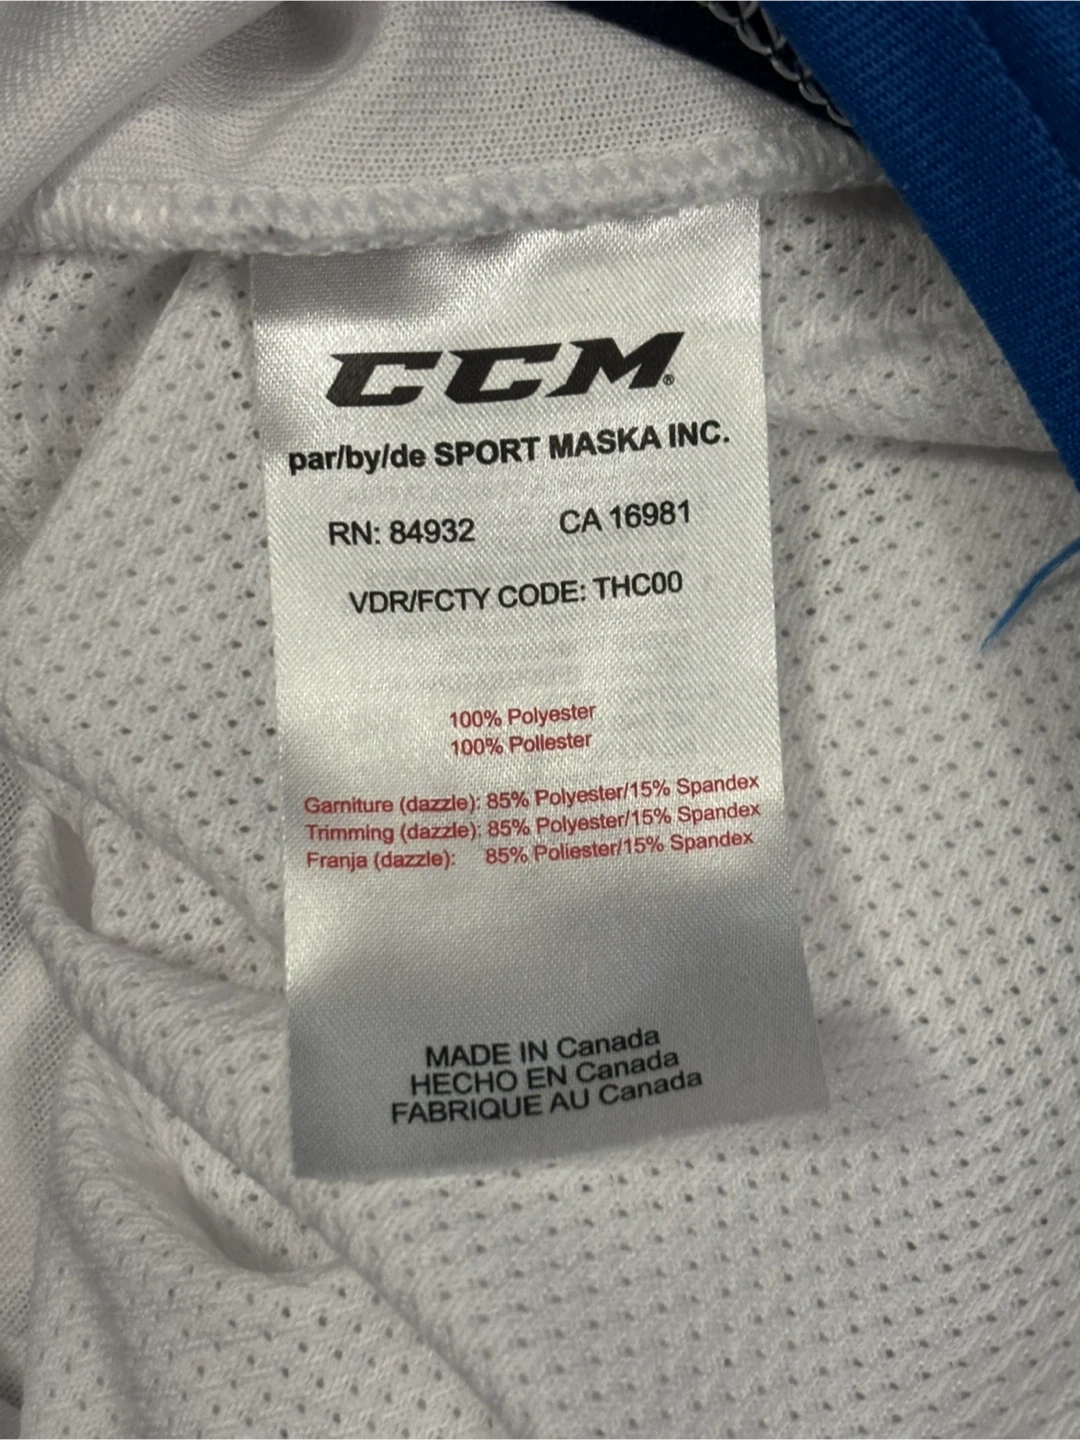 CCM®
par/by/de SPORT MASKA INC.
RN: 84932 CA 16981
VDR/FCTY CODE: THC00
100% Polyester
100% Poliester
Garniture (dazzle): 85% Polyester/15% Spandex
Trimming (dazzle): 85% Polyester/15% Spandex
Franja (dazzle): 85% Poliester/15% Spandex
MADE IN Canada
HECHO EN Canada
FABRIQUE AU Canada